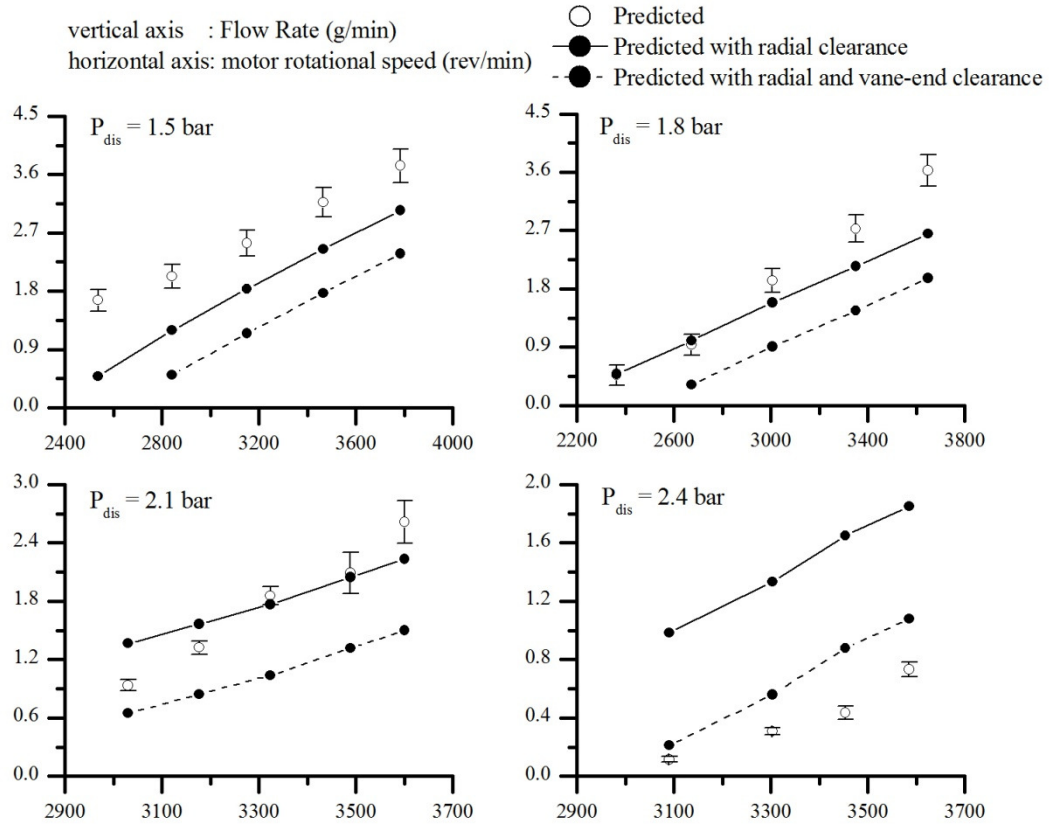 vertical axis : Flow Rate (g/min)
horizontal axis: motor rotational speed (rev/min)
Predicted
Predicted with radial clearance
Predicted with radial and vane-end clearance
P_dis = 1.5 bar
4.5
3.6
2.7
1.8
0.9
0.0
2400 2800 3200 3600 4000
P_dis = 1.8 bar
4.5
3.6
2.7
1.8
0.9
0.0
2200 2600 3000 3400 3800
P_dis = 2.1 bar
3.0
2.4
1.8
1.2
0.6
0.0
2900 3100 3300 3500 3700
P_dis = 2.4 bar
2.0
1.6
1.2
0.8
0.4
0.0
2900 3100 3300 3500 3700